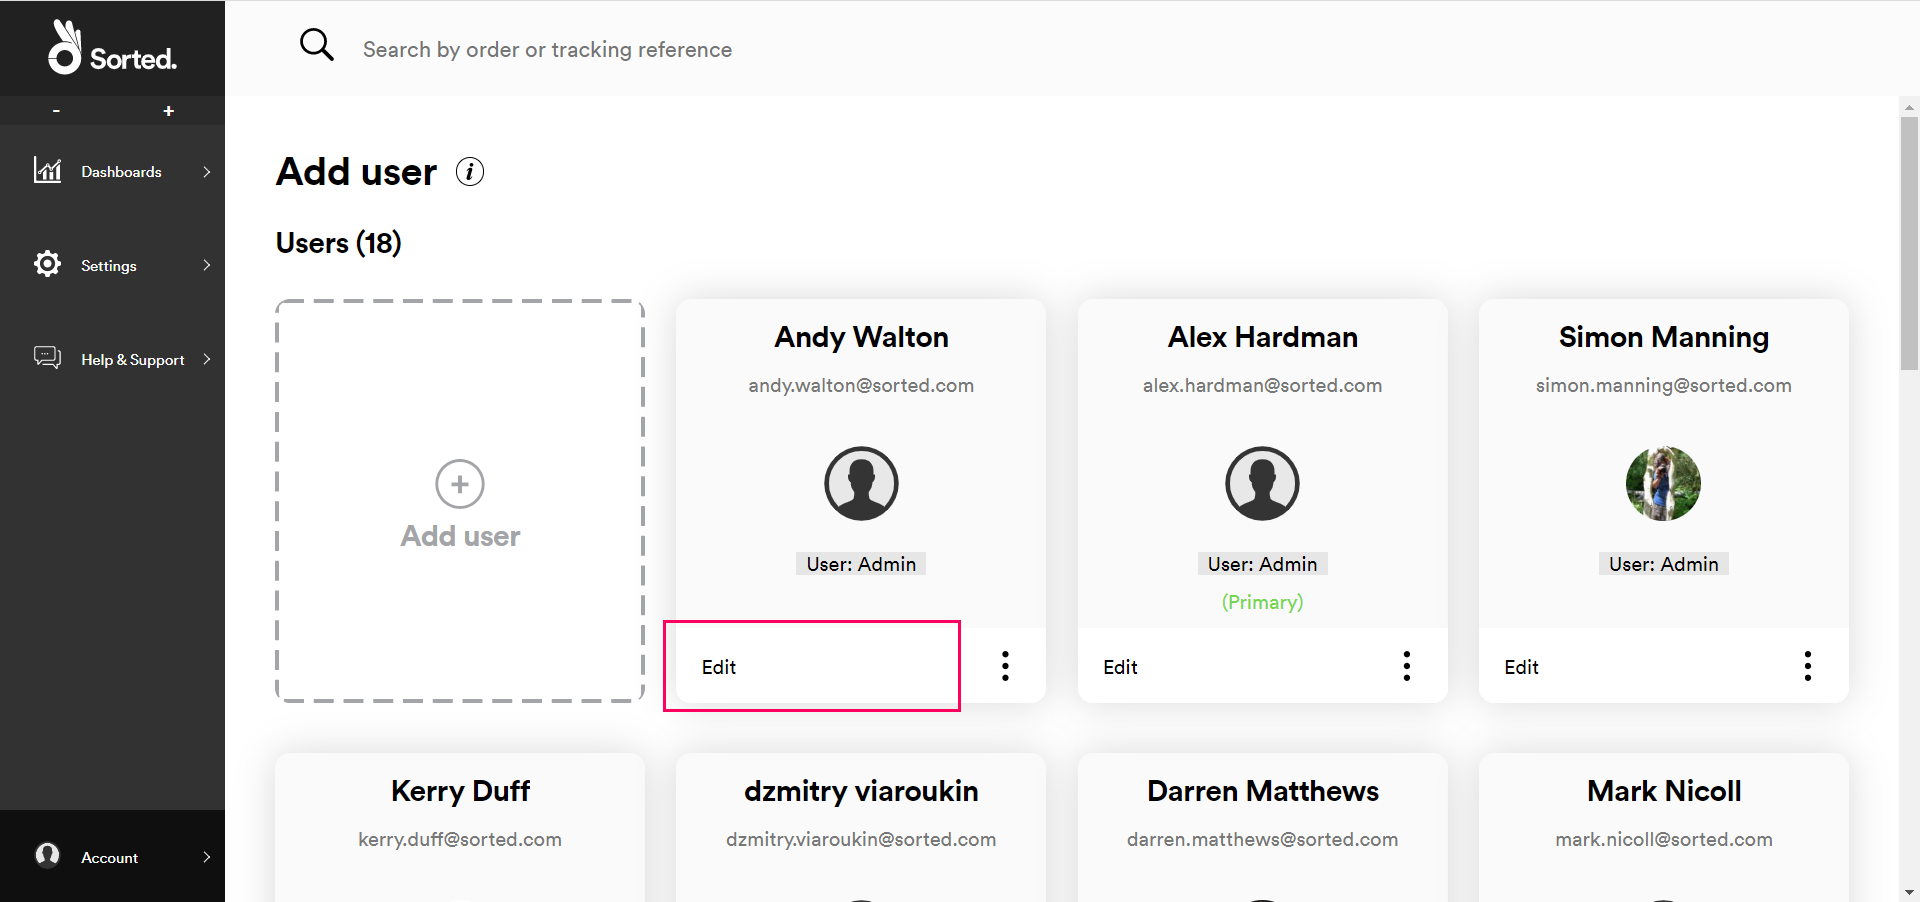 Sorted.
Search by order or tracking reference
- +
Dashboards
Settings
Help & Support
Account
Add user i
Users (18)
+
Add user
Andy Walton
andy.walton@sorted.com
User: Admin
Edit
Alex Hardman
alex.hardman@sorted.com
User: Admin
(Primary)
Edit
Simon Manning
simon.manning@sorted.com
User: Admin
Edit
Kerry Duff
kerry.duff@sorted.com
dzmitry viaroukin
dzmitry.viaroukin@sorted.com
Darren Matthews
darren.matthews@sorted.com
Mark Nicoll
mark.nicoll@sorted.com